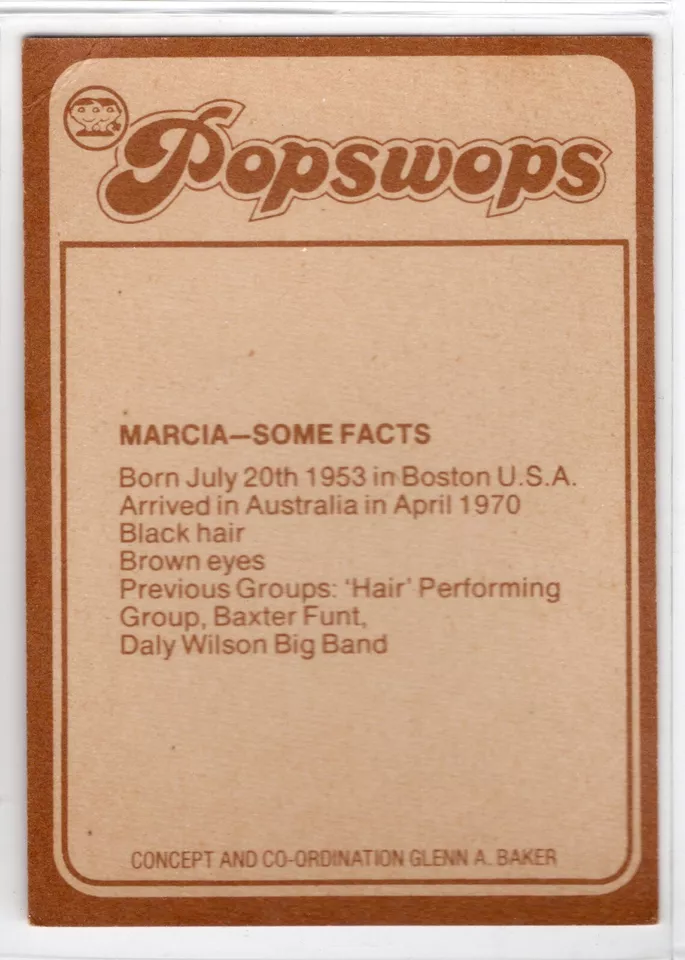 Popswops
MARCIA—SOME FACTS
Born July 20th 1953 in Boston U.S.A.
Arrived in Australia in April 1970
Black hair
Brown eyes
Previous Groups: ‘Hair’ Performing
Group, Baxter Funt,
Daly Wilson Big Band
CONCEPT AND CO-ORDINATION GLENN A. BAKER